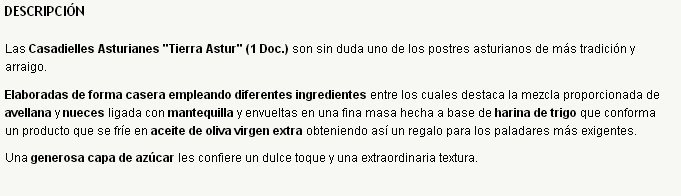 DESCRIPCIÓN
Las Casadielles Asturianes "Tierra Astur" (1 Doc.) son sin duda uno de los postres asturianos de más tradición y
arraigo.
Elaboradas de forma casera empleando diferentes ingredientes entre los cuales destaca la mezcla proporcionada de
avellana y nueces ligada con mantequilla y envueltas en una fina masa hecha a base de harina de trigo que conforma
un producto que se fríe en aceite de oliva virgen extra obteniendo así un regalo para los paladares más exigentes.
Una generosa capa de azúcar les confiere un dulce toque y una extraordinaria textura.